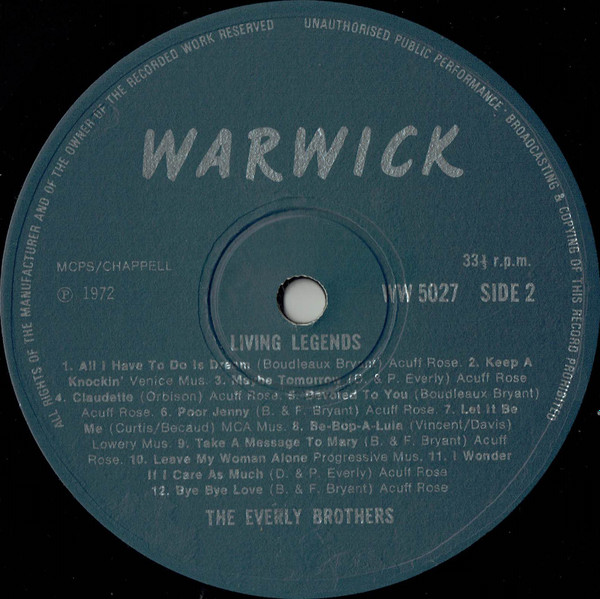 ALL RIGHTS OF THE MANUFACTURER AND OF THE OWNER OF THE RECORDED WORK RESERVED
UNAUTHORISED PUBLIC PERFORMANCE, BROADCASTING & COPYING OF THIS RECORD PROHIBITED
WARWICK
MCPS/CHAPPELL
33⅓ r.p.m.
Ⓟ 1972
WW 5027 SIDE 2
LIVING LEGENDS
1. All I Have To Do Is Dream (Boudleaux Bryant) Acuff Rose. 2. Keep A
Knockin' Venice Mus. 3. Maybe Tomorrow (D. & P. Everly) Acuff Rose
4. Claudette (Orbison) Acuff Rose. 5. Devoted To You (Boudleaux Bryant)
Acuff Rose. 6. Poor Jenny (B. & F. Bryant) Acuff Rose. 7. Let It Be
Me (Curtis/Becaud) MCA Mus. 8. Be-Bop-A-Lula (Vincent/Davis)
Lowery Mus. 9. Take A Message To Mary (B. & F. Bryant) Acuff
Rose. 10. Leave My Woman Alone Progressive Mus. 11. I Wonder
If I Care As Much (D. & P. Everly) Acuff Rose
12. Bye Bye Love (B. & F. Bryant) Acuff Rose
THE EVERLY BROTHERS